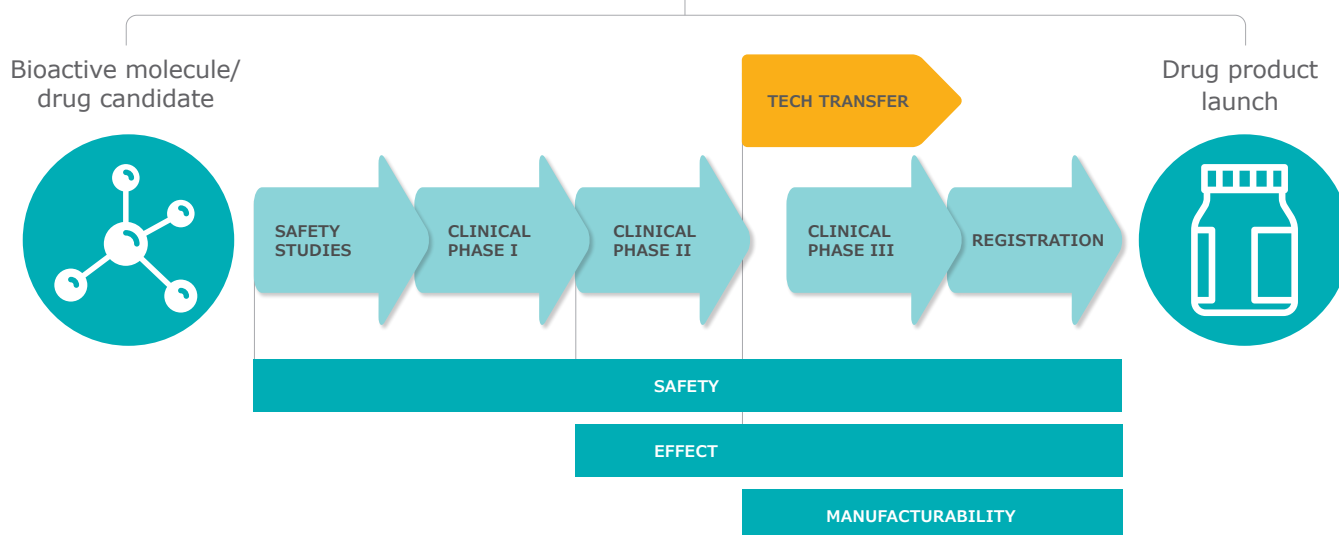 Bioactive molecule/
drug candidate
TECH TRANSFER
Drug product
launch
SAFETY
STUDIES
CLINICAL
PHASE I
CLINICAL
PHASE II
CLINICAL
PHASE III
REGISTRATION
SAFETY
EFFECT
MANUFACTURABILITY